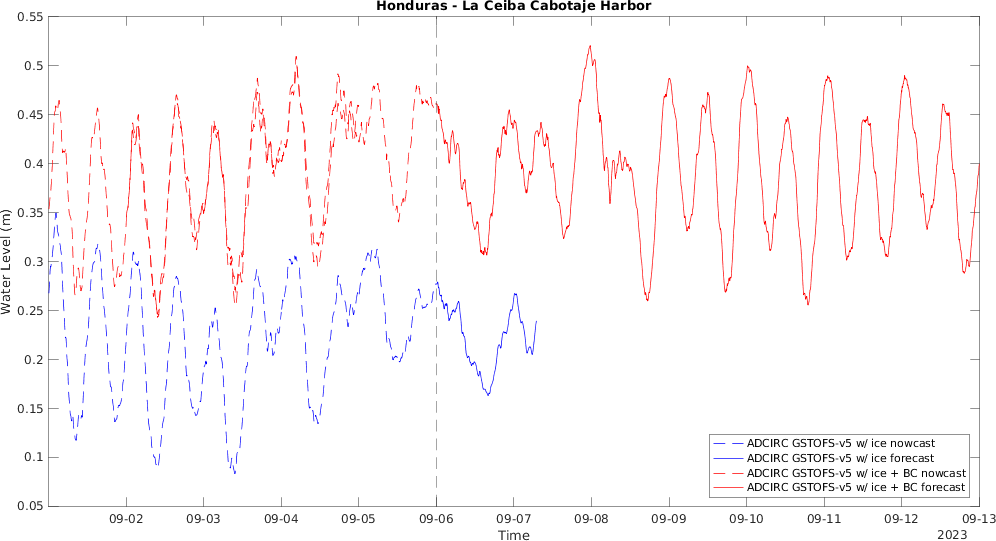 Honduras - La Ceiba Cabotaje Harbor
0.55
0.5
0.45
0.4
0.35
0.3
0.25
0.2
0.15
0.1
0.05
Water Level (m)
ADCIRC GSTOFS-v5 w/ ice nowcast
ADCIRC GSTOFS-v5 w/ ice forecast
ADCIRC GSTOFS-v5 w/ ice + BC nowcast
ADCIRC GSTOFS-v5 w/ ice + BC forecast
09-02 09-03 09-04 09-05 09-06 09-07 09-08 09-09 09-10 09-11 09-12 09-13
Time
2023